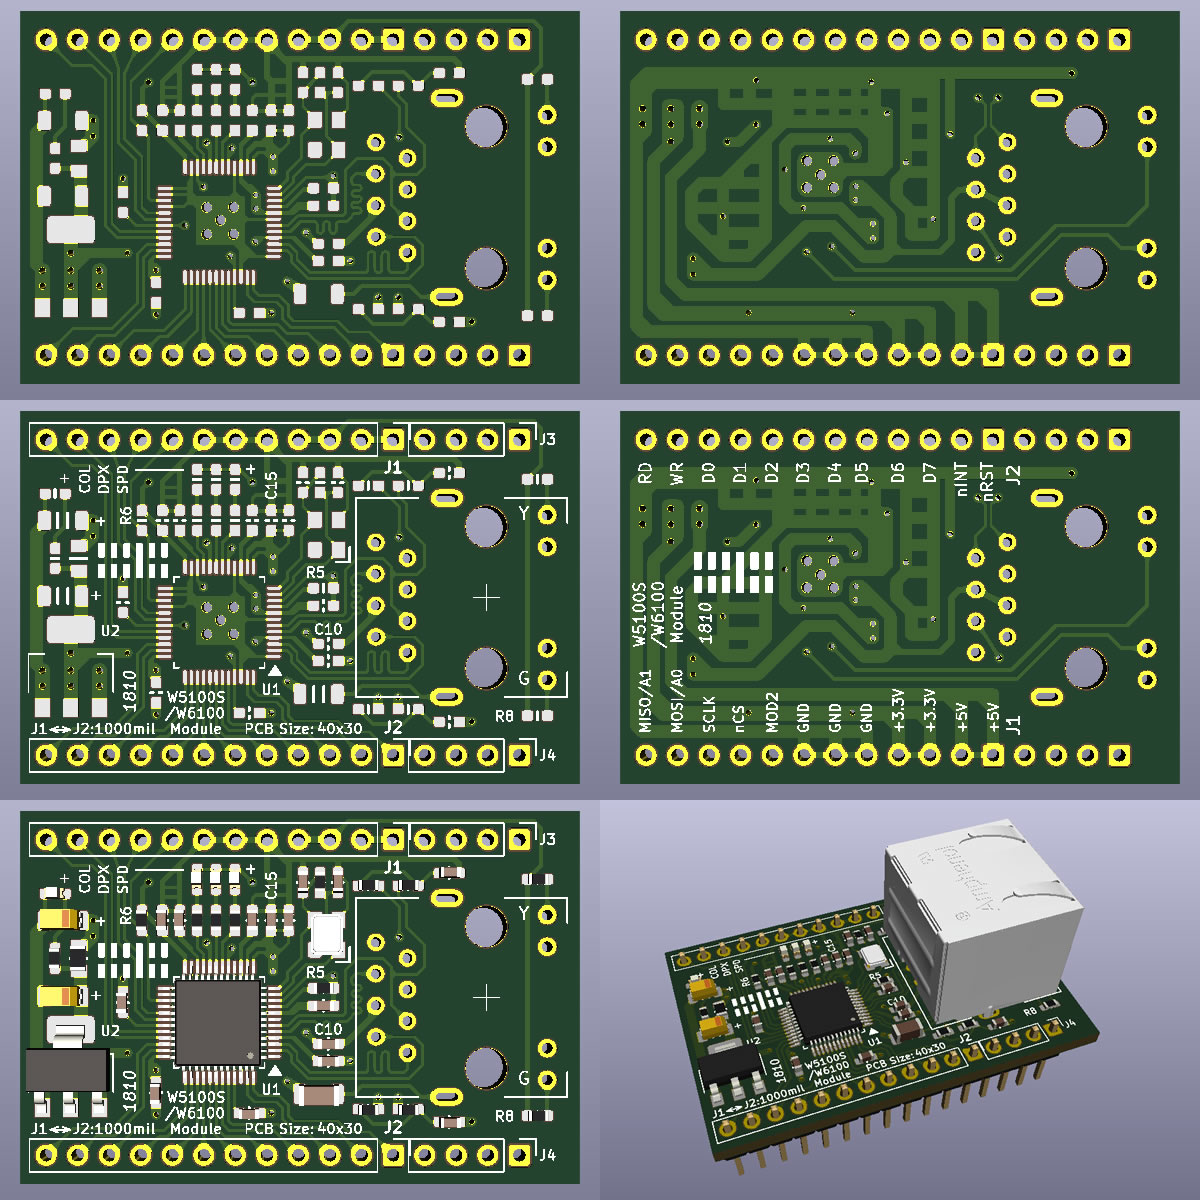 J3
J1
COL
DPX
SPD
+
+
C15
R6
Y
+
R5
+
U2
C10
1810
U1
G
W5100S
/W6100
Module
R8
J1↔J2:1000mil
PCB Size: 40x30
J2
J4
RD
WR
D0
D1
D2
D3
D4
D5
D6
D7
nINT
nRST
J2
W5100S
/W6100
Module
1810
MISO/A1
MOSI/A0
SCLK
nCS
MOD2
GND
GND
GND
+3.3V
+3.3V
+5V
+5V
J1
J3
J1
COL
DPX
SPD
+
+
C15
R6
Y
+
R5
+
U2
C10
1810
U1
G
W5100S
/W6100
Module
R8
J1↔J2:1000mil
PCB Size: 40x30
J2
J4
Amphenol
COL
DPX
SPD
+
C15
R6
R5
C10
U2
U1
R8
1810
W5100S
/W6100
Module
PCB Size: 40x30
J2
J4
J1↔J2:1000mil